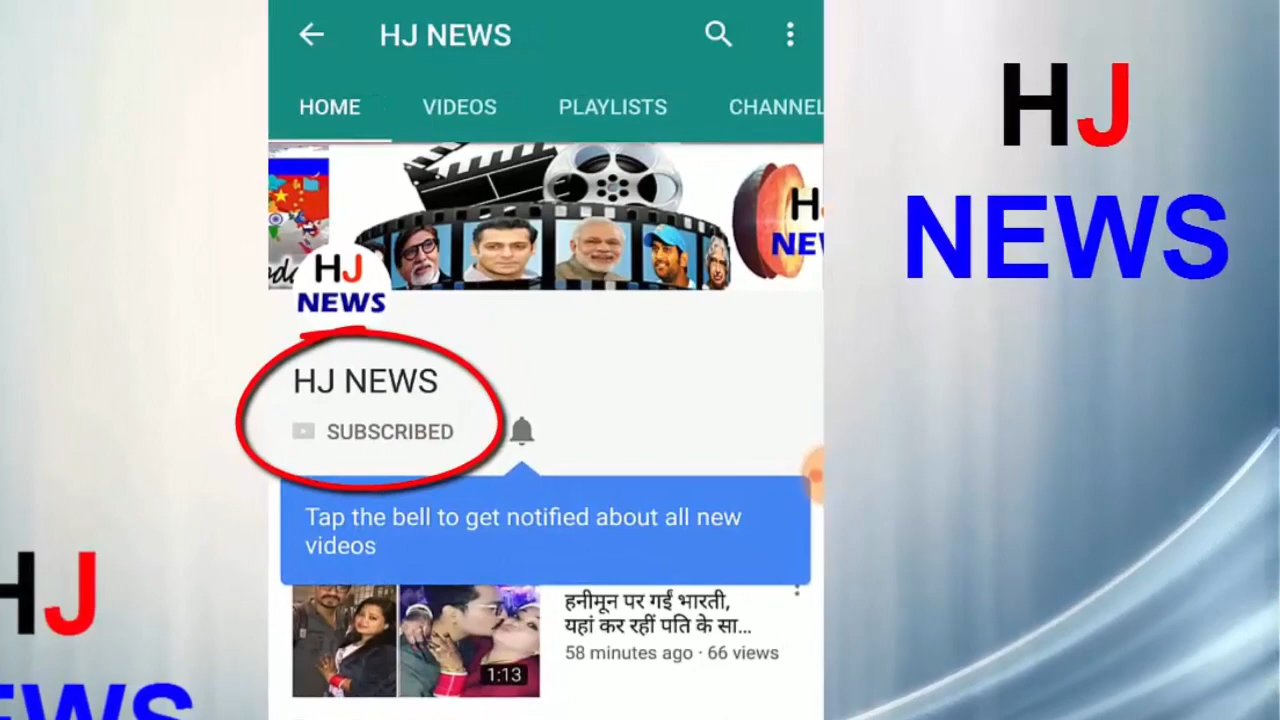 HJ NEWS
HOME
VIDEOS
PLAYLISTS
CHANNEL
HJ
NEWS
HJ
NEWS
HJ NEWS
SUBSCRIBED
Tap the bell to get notified about all new
videos
हनीमून पर गईं भारती,
यहां कर रहीं पति के सा...
58 minutes ago · 66 views
1:13
HJ
NEWS